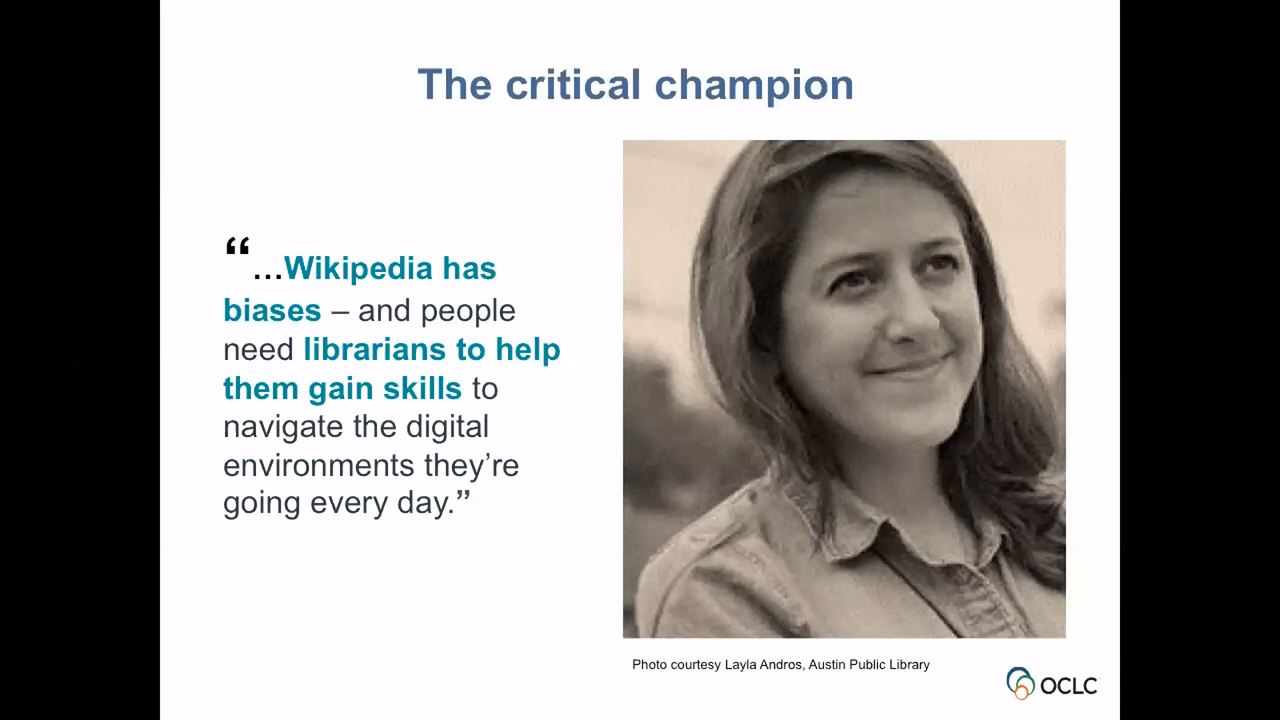 The critical champion
“…Wikipedia has
biases – and people
need librarians to help
them gain skills to
navigate the digital
environments they’re
going every day.”
Photo courtesy Layla Andros, Austin Public Library
OCLC